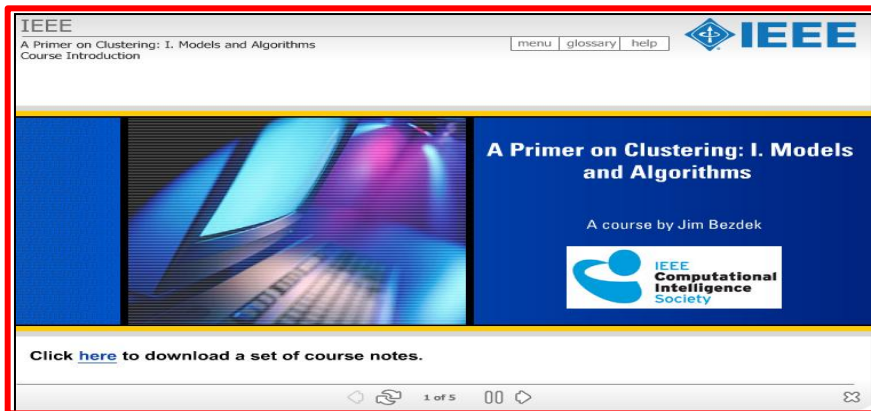 IEEE
A Primer on Clustering: I. Models and Algorithms
Course Introduction
menu glossary help
IEEE
A Primer on Clustering: I. Models
and Algorithms
A course by Jim Bezdek
IEEE
Computational
Intelligence
Society
Click here to download a set of course notes.
1 of 5